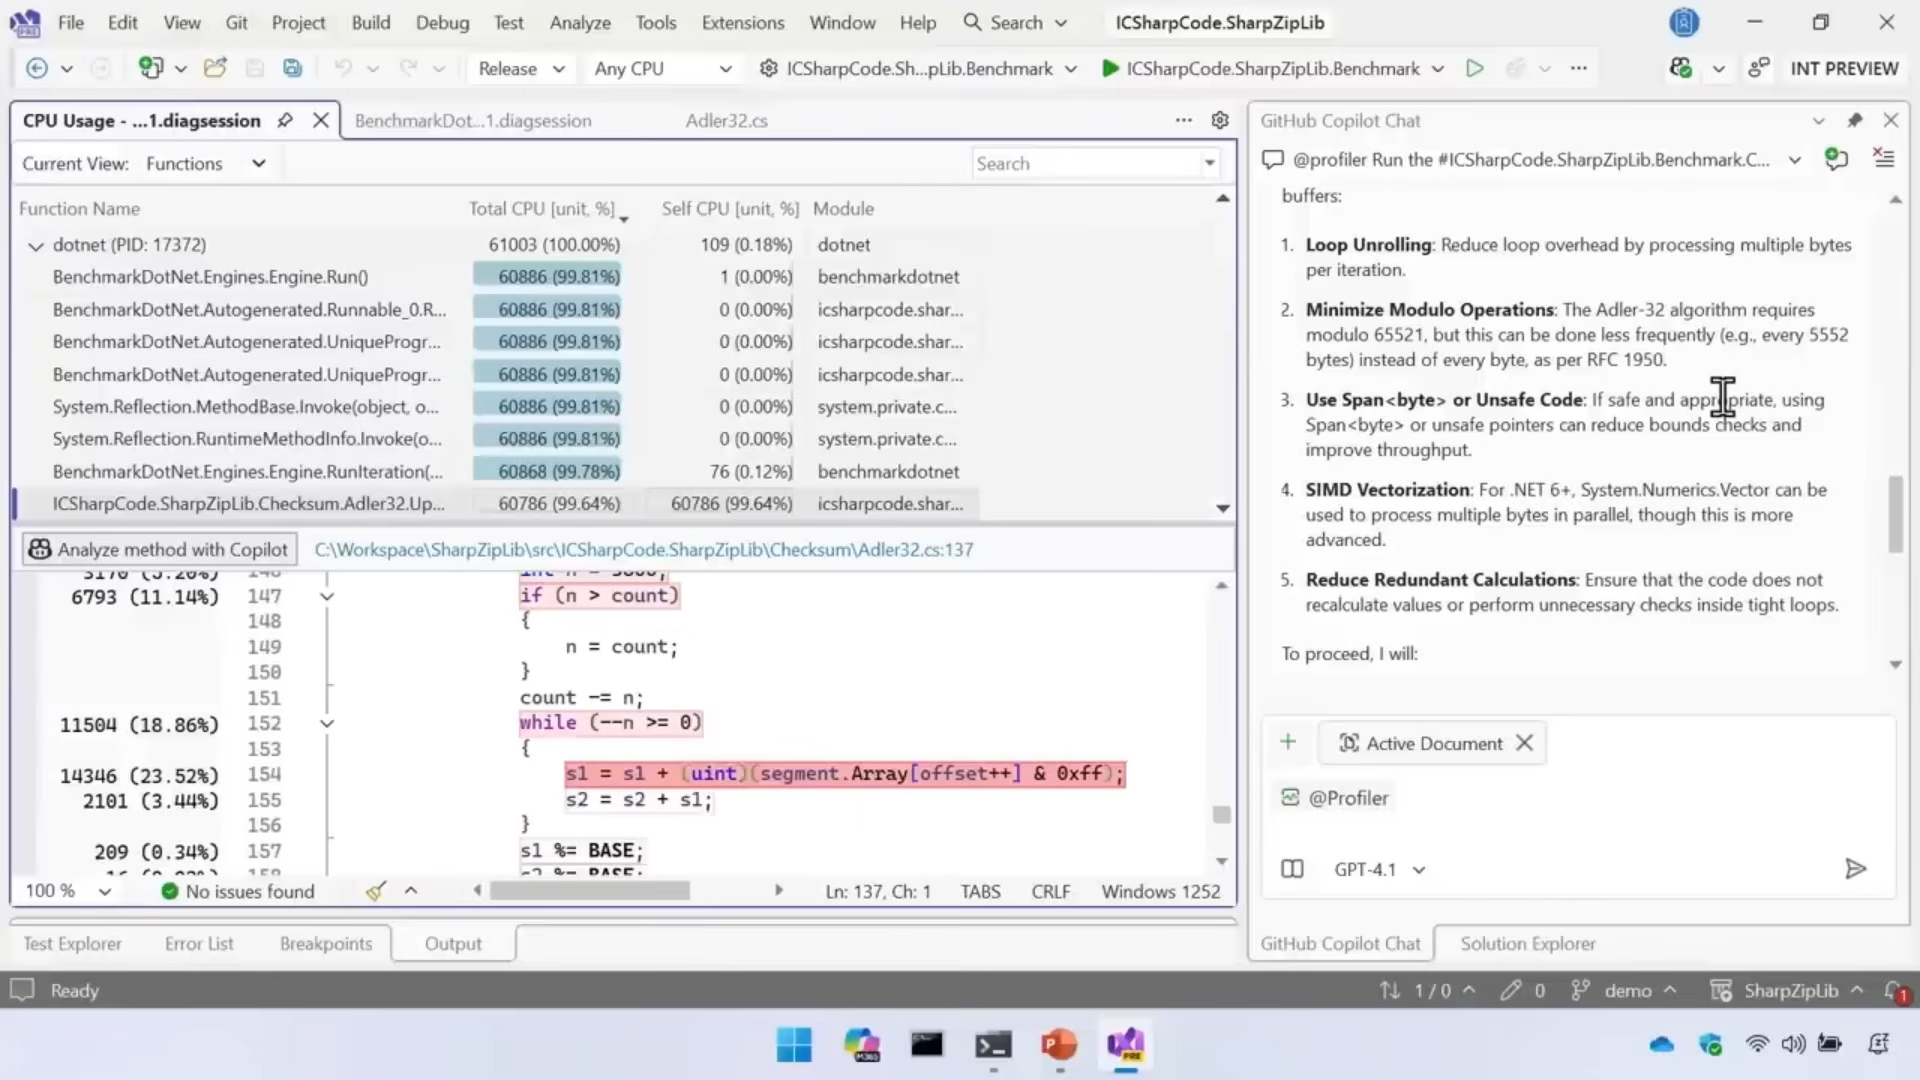 File Edit View Git Project Build Debug Test Analyze Tools Extensions Window Help Search ICSharpCode.SharpZipLib
Release Any CPU ICSharpCode.Sh...pLib.Benchmark ICSharpCode.SharpZipLib.Benchmark INT PREVIEW
CPU Usage - ...1.diagsession BenchmarkDot...1.diagsession Adler32.cs
Current View: Functions Search
Function Name Total CPU [unit, %] Self CPU [unit, %] Module
dotnet (PID: 17372) 61003 (100.00%) 109 (0.18%) dotnet
BenchmarkDotNet.Engines.Engine.Run() 60886 (99.81%) 1 (0.00%) benchmarkdotnet
BenchmarkDotNet.Autogenerated.Runnable_0.R... 60886 (99.81%) 0 (0.00%) icsharpcode.shar...
BenchmarkDotNet.Autogenerated.UniqueProgr... 60886 (99.81%) 0 (0.00%) icsharpcode.shar...
BenchmarkDotNet.Autogenerated.UniqueProgr... 60886 (99.81%) 0 (0.00%) icsharpcode.shar...
System.Reflection.MethodBase.Invoke(object, o... 60886 (99.81%) 0 (0.00%) system.private.c...
System.Reflection.RuntimeMethodInfo.Invoke(o... 60886 (99.81%) 0 (0.00%) system.private.c...
BenchmarkDotNet.Engines.Engine.RunIteration(... 60868 (99.78%) 76 (0.12%) benchmarkdotnet
ICSharpCode.SharpZipLib.Checksum.Adler32.Up... 60786 (99.64%) 60786 (99.64%) icsharpcode.shar...
Analyze method with Copilot C:\Workspace\SharpZipLib\src\ICSharpCode.SharpZipLib\Checksum\Adler32.cs:137
6793 (11.14%) 147 if (n > count)
148 {
149 n = count;
150 }
151 count -= n;
11504 (18.86%) 152 while (--n >= 0)
153 {
14346 (23.52%) 154 s1 = s1 + (uint)(segment.Array[offset++] & 0xff);
2101 (3.44%) 155 s2 = s2 + s1;
156 }
209 (0.34%) 157 s1 %= BASE;
100 % No issues found Ln: 137, Ch: 1 TABS CRLF Windows 1252
Test Explorer Error List Breakpoints Output
GitHub Copilot Chat
@profiler Run the #ICSharpCode.SharpZipLib.Benchmark.C...
buffers:
1. Loop Unrolling: Reduce loop overhead by processing multiple bytes
per iteration.
2. Minimize Modulo Operations: The Adler-32 algorithm requires
modulo 65521, but this can be done less frequently (e.g., every 5552
bytes) instead of every byte, as per RFC 1950.
3. Use Span<byte> or Unsafe Code: If safe and appropriate, using
Span<byte> or unsafe pointers can reduce bounds checks and
improve throughput.
4. SIMD Vectorization: For .NET 6+, System.Numerics.Vector can be
used to process multiple bytes in parallel, though this is more
advanced.
5. Reduce Redundant Calculations: Ensure that the code does not
recalculate values or perform unnecessary checks inside tight loops.
To proceed, I will:
Active Document
@Profiler
GPT-4.1
GitHub Copilot Chat Solution Explorer
Ready 1 / 0 0 demo SharpZipLib 1
M365
PRE